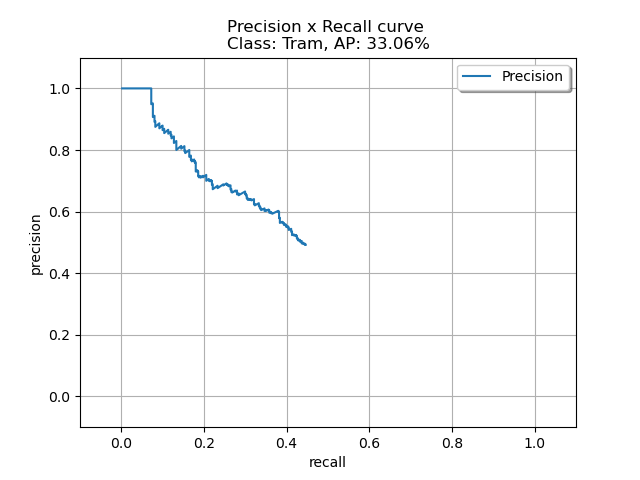 Precision x Recall curve
Class: Tram, AP: 33.06%
Precision
1.0
0.8
0.6
0.4
0.2
0.0
precision
0.0 0.2 0.4 0.6 0.8 1.0
recall